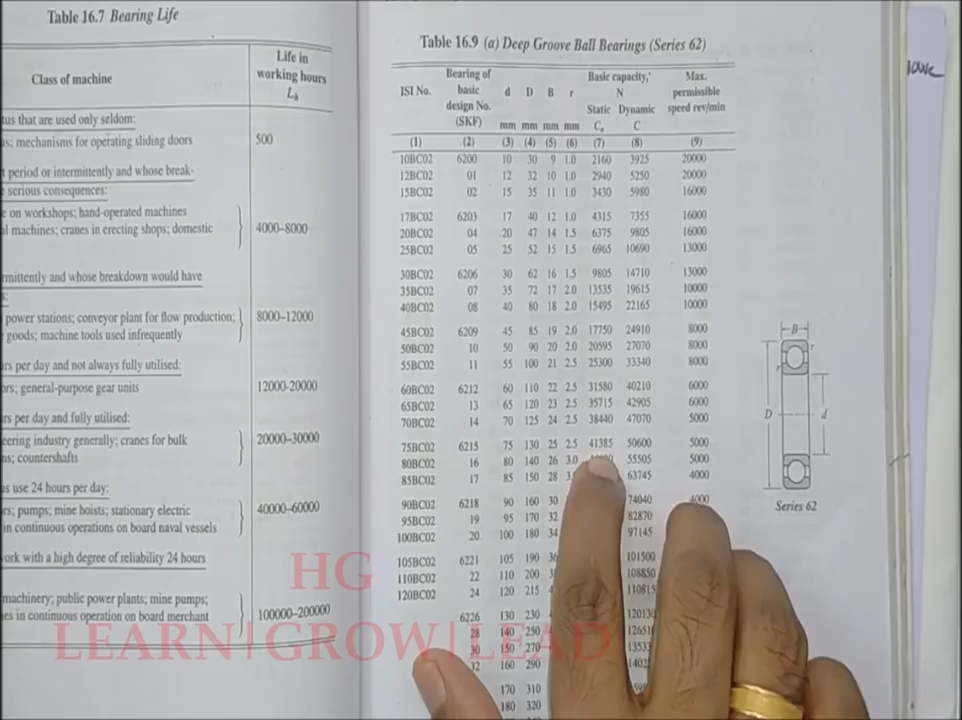 Table 16.7 Bearing Life
Class of machine
Life in
working hours
Lh
tus that are used only seldom:
as; mechanisms for operating sliding doors
500
t period or intermittently and whose break-
serious consequences:
e on workshops; hand-operated machines
al machines; cranes in erecting shops; domestic
4000–8000
rmittently and whose breakdown would have
s:
power stations; conveyor plant for flow production;
goods; machine tools used infrequently
8000–12000
urs per day and not always fully utilised:
ors; general-purpose gear units
12000-20000
urs per day and fully utilised:
eering industry generally; cranes for bulk
ns; countershafts
20000–30000
us use 24 hours per day:
rs; pumps; mine hoists; stationary electric
in continuous operations on board naval vessels
40000–60000
work with a high degree of reliability 24 hours
machinery; public power plants; mine pumps;
es in continuous operation on board merchant
100000–200000
Table 16.9 (a) Deep Groove Ball Bearings (Series 62)
ISI No.
Bearing of
basic
design No.
(SKF)
d D B r
mm mm mm mm
Basic capacity,
N
Static Dynamic
Co C
Max.
permissible
speed rev/min
(1) (2) (3) (4) (5) (6) (7) (8) (9)
10BC02 6200 10 30 9 1.0 2160 3925 20000
12BC02 01 12 32 10 1.0 2940 5250 20000
15BC02 02 15 35 11 1.0 3430 5980 16000
17BC02 6203 17 40 12 1.0 4315 7355 16000
20BC02 04 20 47 14 1.5 6375 9805 16000
25BC02 05 25 52 15 1.5 6965 10690 13000
30BC02 6206 30 62 16 1.5 9805 14710 13000
35BC02 07 35 72 17 2.0 13535 19615 10000
40BC02 08 40 80 18 2.0 15495 22165 10000
45BC02 6209 45 85 19 2.0 17750 24910 8000
50BC02 10 50 90 20 2.0 20595 27070 8000
55BC02 11 55 100 21 2.5 25300 33340 8000
60BC02 6212 60 110 22 2.5 31580 40210 6000
65BC02 13 65 120 23 2.5 35715 42905 6000
70BC02 14 70 125 24 2.5 38440 47070 5000
75BC02 6215 75 130 25 2.5 41385 50600 5000
80BC02 16 80 140 26 3.0 55505 5000
85BC02 17 85 150 28 63745 4000
90BC02 6218 90 160 30 74040 4000
95BC02 19 95 170 32 82870
100BC02 20 100 180 34 97145
105BC02 6221 105 190 36 101500
110BC02 22 110 200 108850
120BC02 24 120 215 110815
6226 130 230 120130
28 140 250 12651
30 150 270 1353
32 160 290 1402
170 310
180 320
B
r
r
D
d
Series 62
HG
LEARN|GROW|LEAD